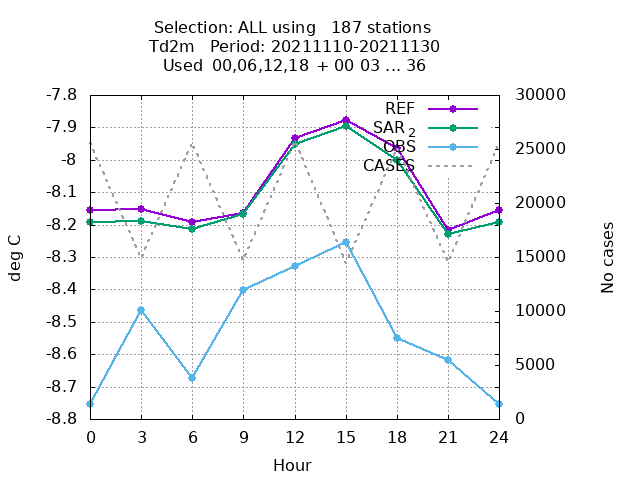 Selection: ALL using 187 stations
Td2m Period: 20211110-20211130
Used 00,06,12,18 + 00 03 ... 36
-7.8
-7.9
-8
-8.1
-8.2
-8.3
-8.4
-8.5
-8.6
-8.7
-8.8
deg C
30000
25000
20000
15000
10000
5000
0
No cases
REF
SAR 2
OBS
CASES
0 3 6 9 12 15 18 21 24
Hour